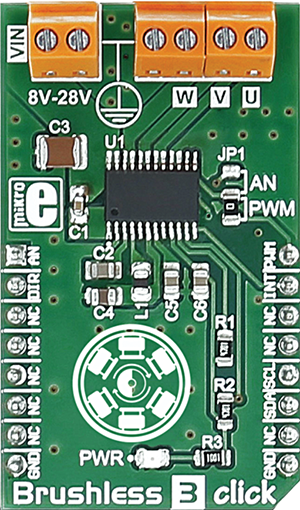 VIN
8V-28V
W V U
C3
U1
JP1
AN
PWM
mikro
e
C1
C2
C4
L1
C5
C6
R1
R2
R3
AN
DIR
NC
NC
NC
NC
NC
GND
PWM
INT
NC
NC
SCL
SDA
NC
GND
PWR
1001
Brushless 3 click